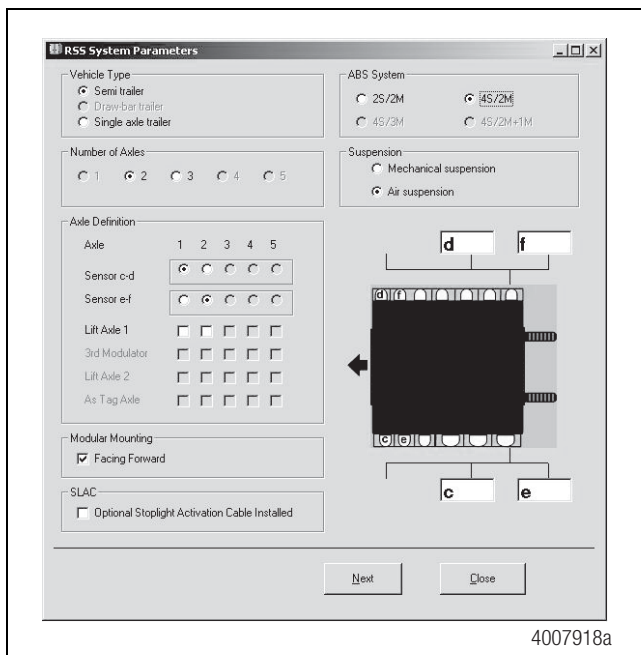 RSS System Parameters
Vehicle Type
Semi trailer
Draw-bar trailer
Single axle trailer
ABS System
2S/2M 4S/2M
4S/3M 4S/2M+1M
Number of Axles
1 2 3 4 5
Suspension
Mechanical suspension
Air suspension
Axle Definition
Axle 1 2 3 4 5
Sensor c-d
Sensor e-f
Lift Axle 1
3rd Modulator
Lift Axle 2
As Tag Axle
d f
d f
c e
c e
Modular Mounting
Facing Forward
SLAC
Optional Stoplight Activation Cable Installed
Next Close
4007918a